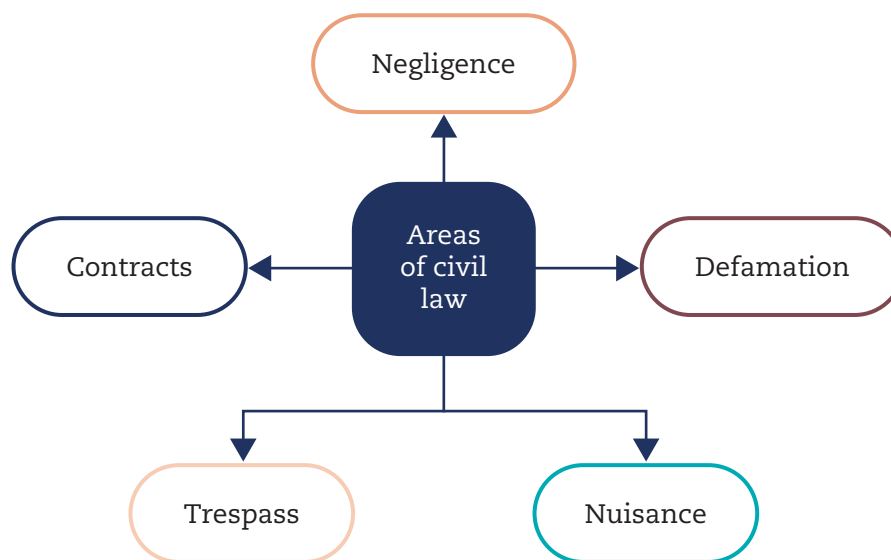 Negligence
Contracts
Areas
of civil
law
Defamation
Trespass
Nuisance